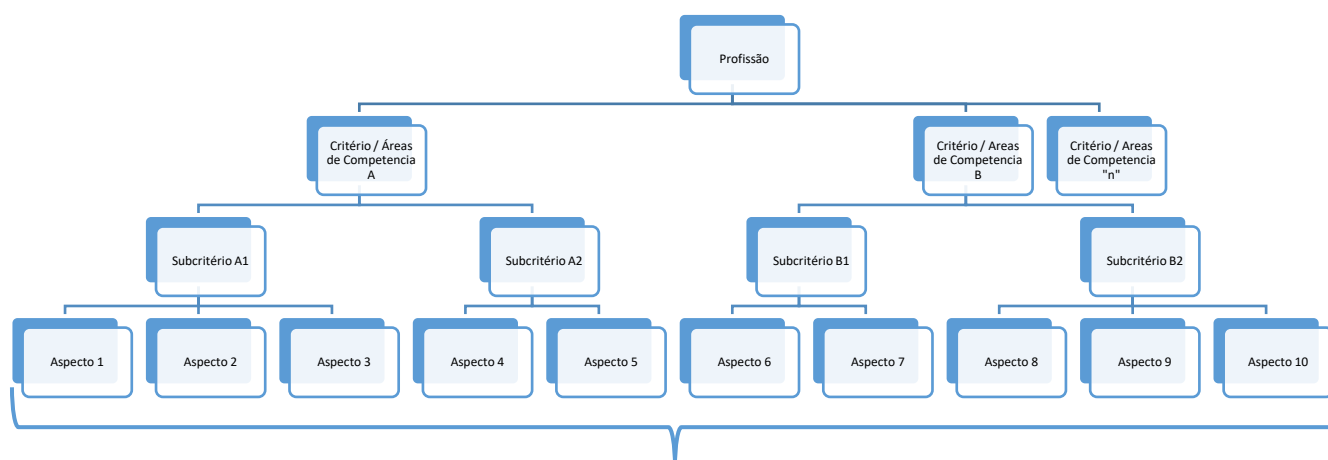 Profissão
Critério / Áreas
de Competencia
A
Critério / Areas
de Competencia
B
Critério / Areas
de Competencia
"n"
Subcritério A1
Subcritério A2
Subcritério B1
Subcritério B2
Aspecto 1
Aspecto 2
Aspecto 3
Aspecto 4
Aspecto 5
Aspecto 6
Aspecto 7
Aspecto 8
Aspecto 9
Aspecto 10